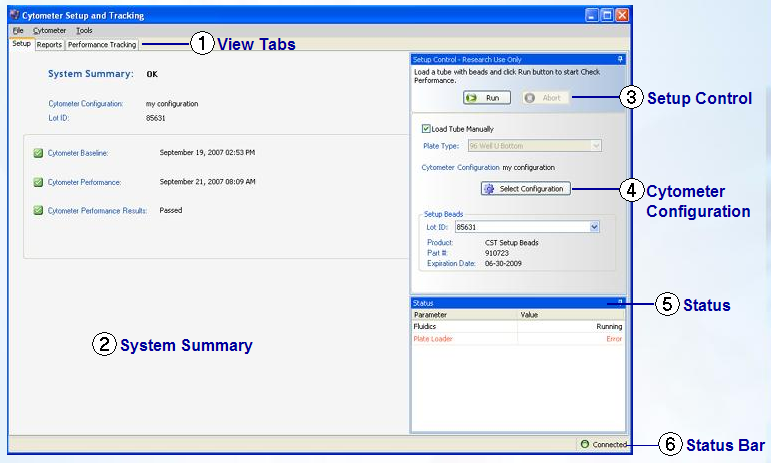 Cytometer Setup and Tracking
File Cytometer Tools
Setup Reports Performance Tracking
1 View Tabs
System Summary: OK
Cytometer Configuration: my configuration
Lot ID: 85631
Cytometer Baseline: September 19, 2007 02:53 PM
Cytometer Performance: September 21, 2007 08:09 AM
Cytometer Performance Results: Passed
2 System Summary
Setup Control - Research Use Only
Load a tube with beads and click Run button to start Check
Performance.
Run Abort
3 Setup Control
Load Tube Manually
Plate Type: 96 Well U Bottom
Cytometer Configuration my configuration
Select Configuration
4 Cytometer
Configuration
Setup Beads
Lot ID: 85631
Product: CST Setup Beads
Part #: 910723
Expiration Date: 06-30-2009
Status
5 Status
Parameter Value
Fluidics Running
Plate Loader Error
Connected
6 Status Bar